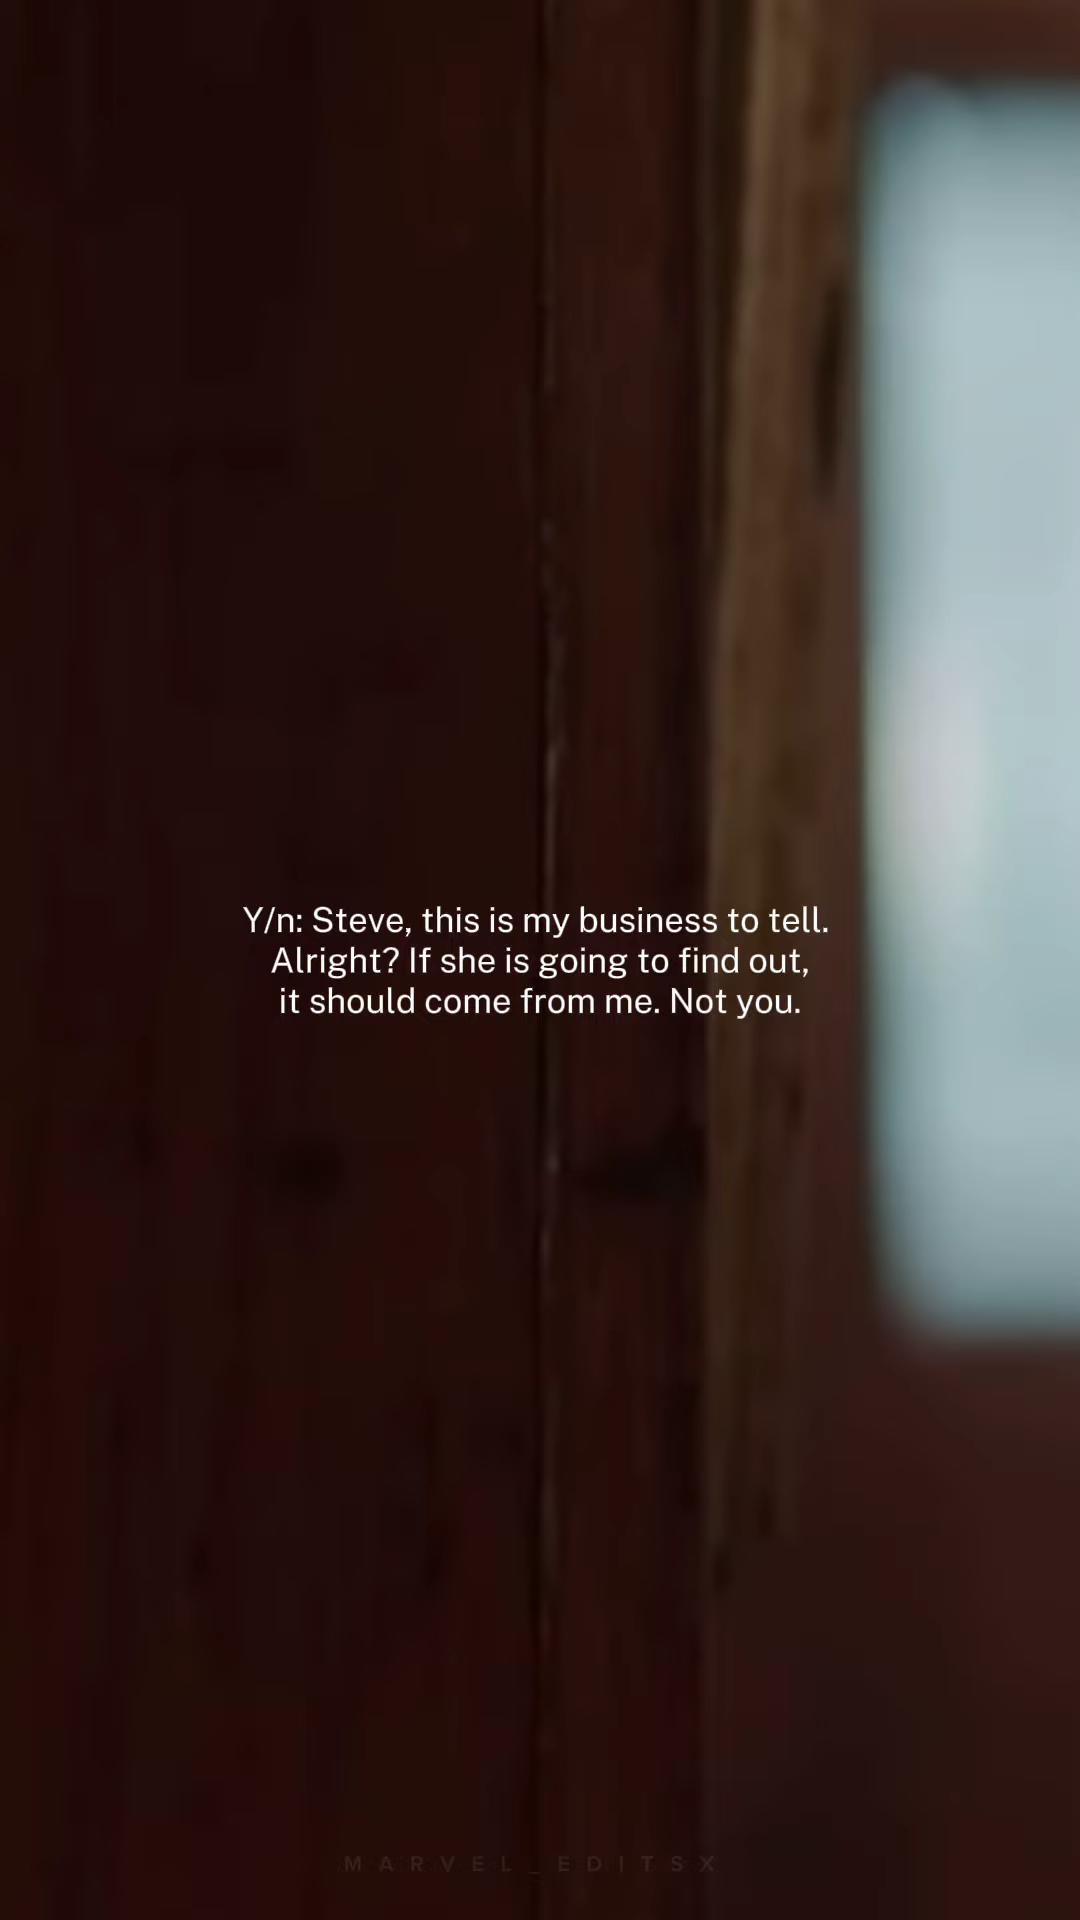 Y/n: Steve, this is my business to tell.
Alright? If she is going to find out,
it should come from me. Not you.
MARVEL_EDITSX